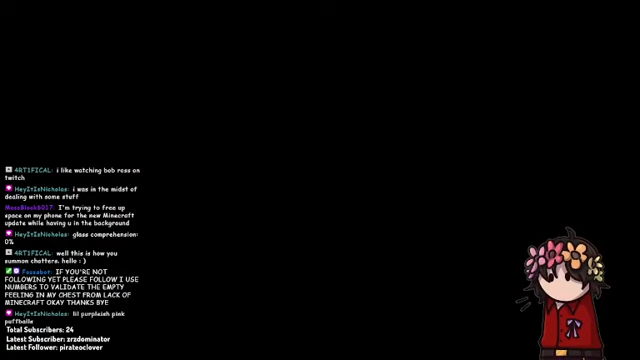 4RT1FICAL: i like watching bob ross on
twitch
HeyItIsNicholas: i was in the midst of
dealing with some stuff
MossBlock6017: I'm trying to free up
space on my phone for the new Minecraft
update while having u in the background
HeyItIsNicholas: glass comprehension:
0%
4RT1FICAL: well this is how you
summon chatters. hello : )
Fossabot: IF YOU'RE NOT
FOLLOWING YET PLEASE FOLLOW I USE
NUMBERS TO VALIDATE THE EMPTY
FEELING IN MY CHEST FROM LACK OF
MINECRAFT OKAY THANKS BYE
HeyItIsNicholas: lil purpleish pink
puffballe
Total Subscribers: 24
Latest Subscriber: zrzdominator
Latest Follower: pirateoclover